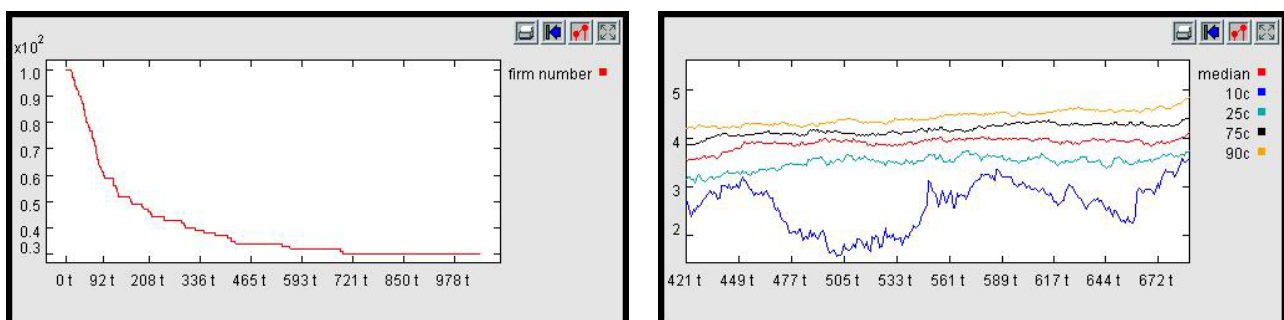 x10²
1.0
0.9
0.8
0.7
0.6
0.5
0.4
0.3
0 t 92 t 208 t 336 t 465 t 593 t 721 t 850 t 978 t
firm number
5
4
3
2
421 t 449 t 477 t 505 t 533 t 561 t 589 t 617 t 644 t 672 t
median
10c
25c
75c
90c